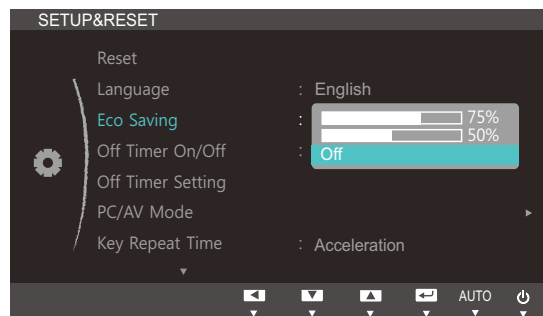 SETUP&RESET
Reset
Language : English
Eco Saving :
75%
50%
Off Timer On/Off : Off
Off Timer Setting
PC/AV Mode
Key Repeat Time : Acceleration
AUTO